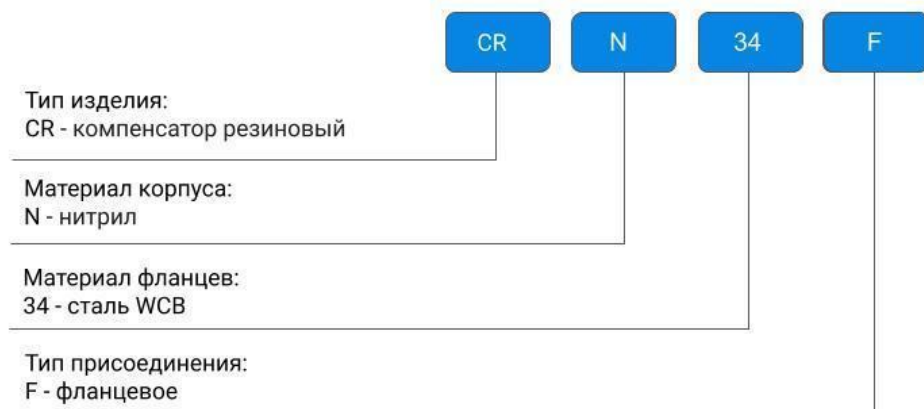 CR N 34 F
Тип изделия:
CR - компенсатор резиновый
Материал корпуса:
N - нитрил
Материал фланцев:
34 - сталь WCB
Тип присоединения:
F - фланцевое